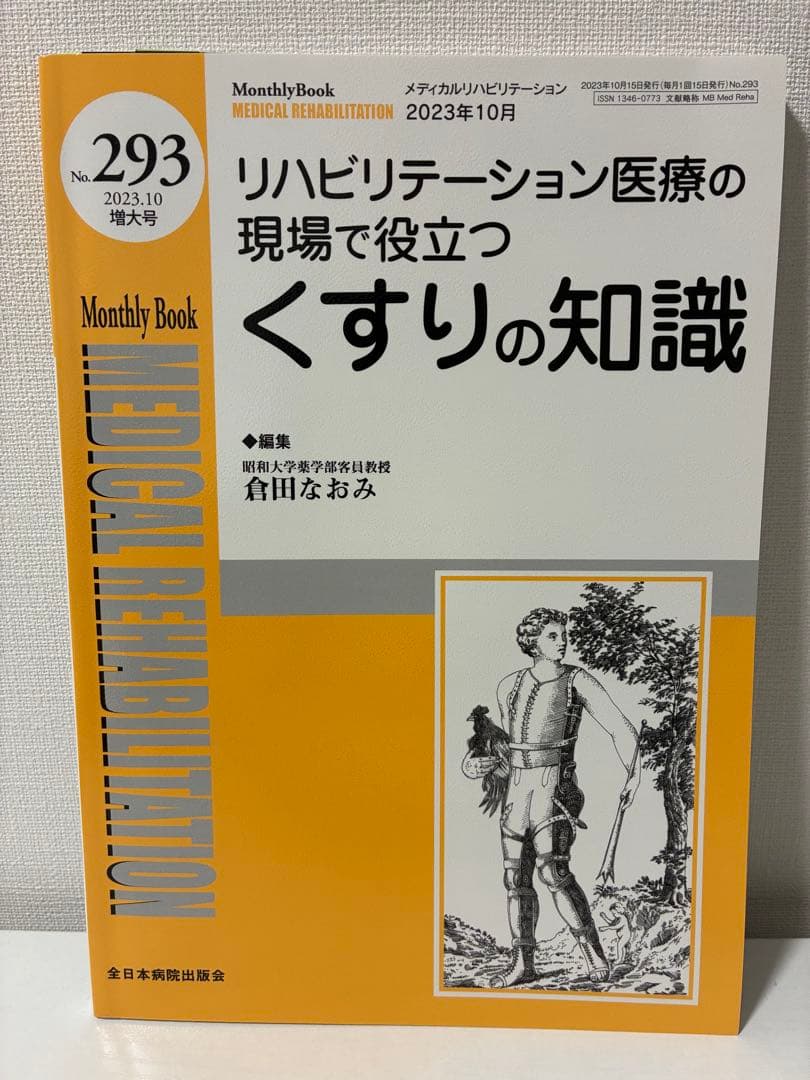 MonthlyBook
MEDICAL REHABILITATION
メディカルリハビリテーション
2023年10月
2023年10月15日発行(毎月1回15日発行)No.293
ISSN 1346-0773 文献略称 MB Med Reha
No.293
2023.10
増大号
リハビリテーション医療の
現場で役立つ
くすりの知識
Monthly Book
MEDICAL REHABILITATION
◆編集
昭和大学薬学部客員教授
倉田なおみ
全日本病院出版会